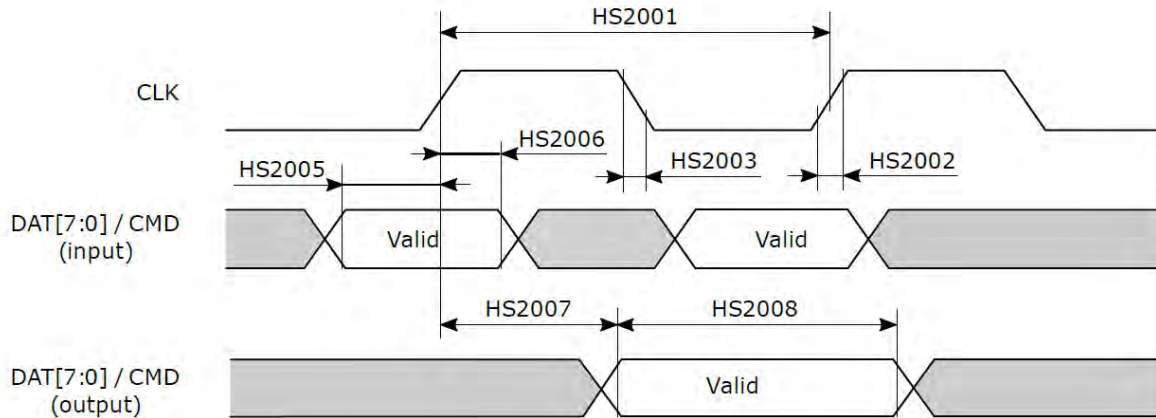 HS2001
CLK
HS2006
HS2005
HS2003
HS2002
DAT[7:0] / CMD
(input)
Valid
Valid
HS2007
HS2008
DAT[7:0] / CMD
(output)
Valid